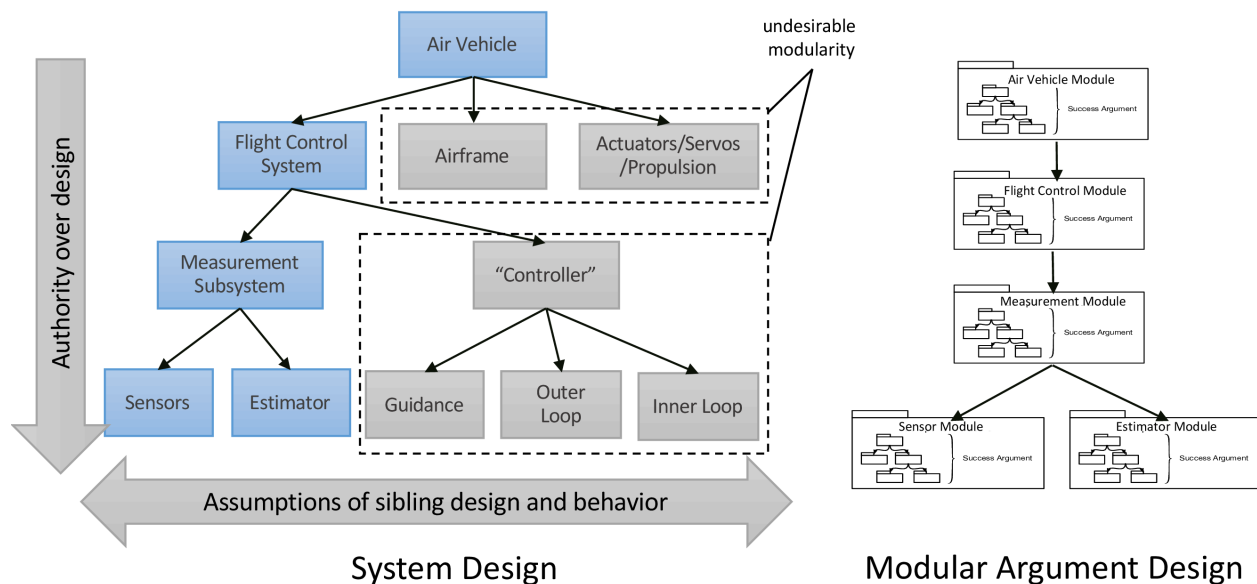 undesirable
modularity
Air Vehicle
Flight Control
System
Airframe
Actuators/Servos
/Propulsion
Authority over design
Measurement
Subsystem
“Controller”
Sensors
Estimator
Guidance
Outer
Loop
Inner Loop
Assumptions of sibling design and behavior
System Design
Air Vehicle Module
Success Argument
Flight Control Module
Success Argument
Measurement Module
Success Argument
Sensor Module
Success Argument
Estimator Module
Success Argument
Modular Argument Design